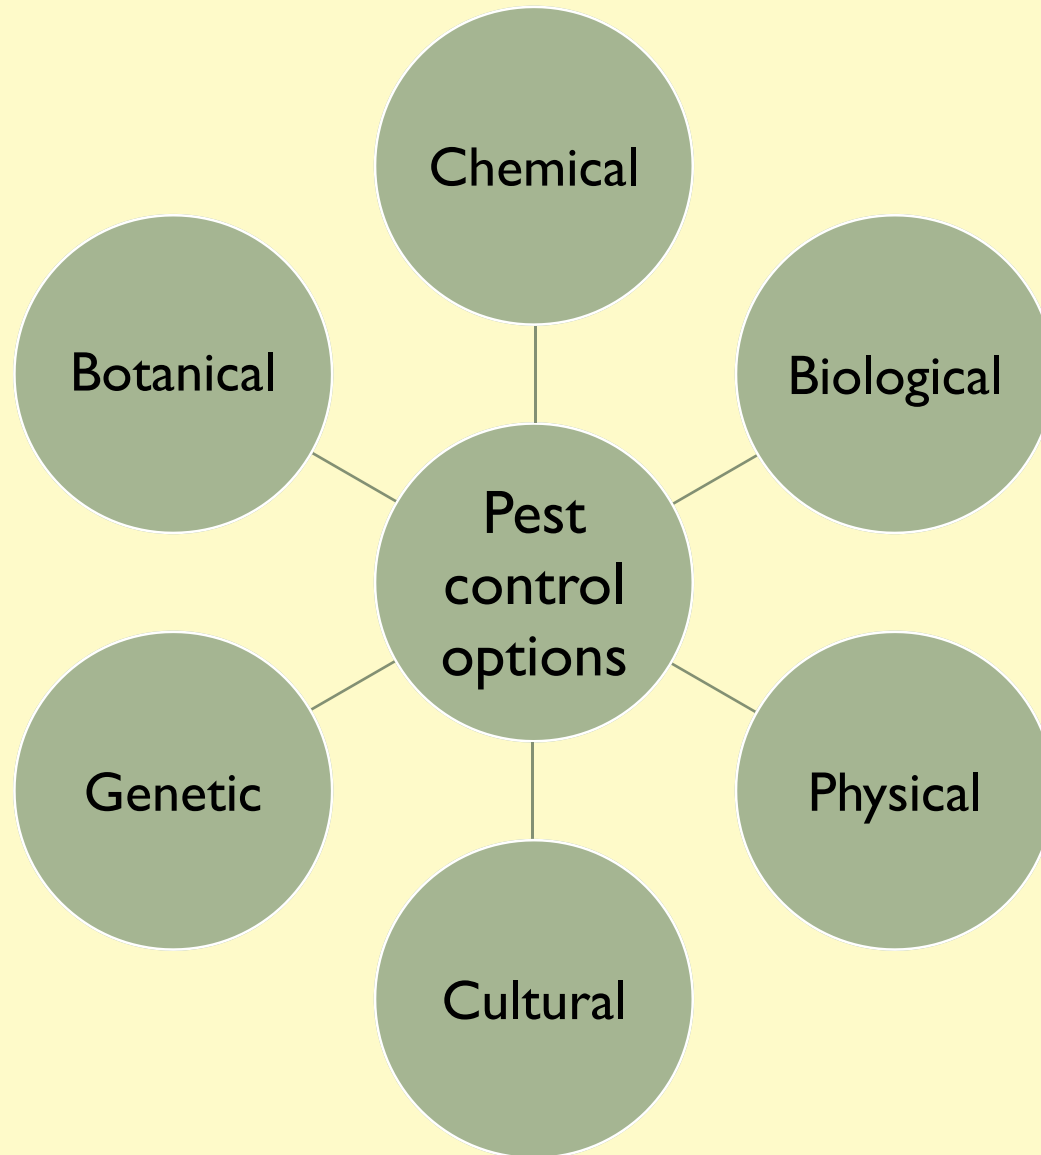 Chemical
Botanical
Biological
Pest
control
options
Genetic
Physical
Cultural